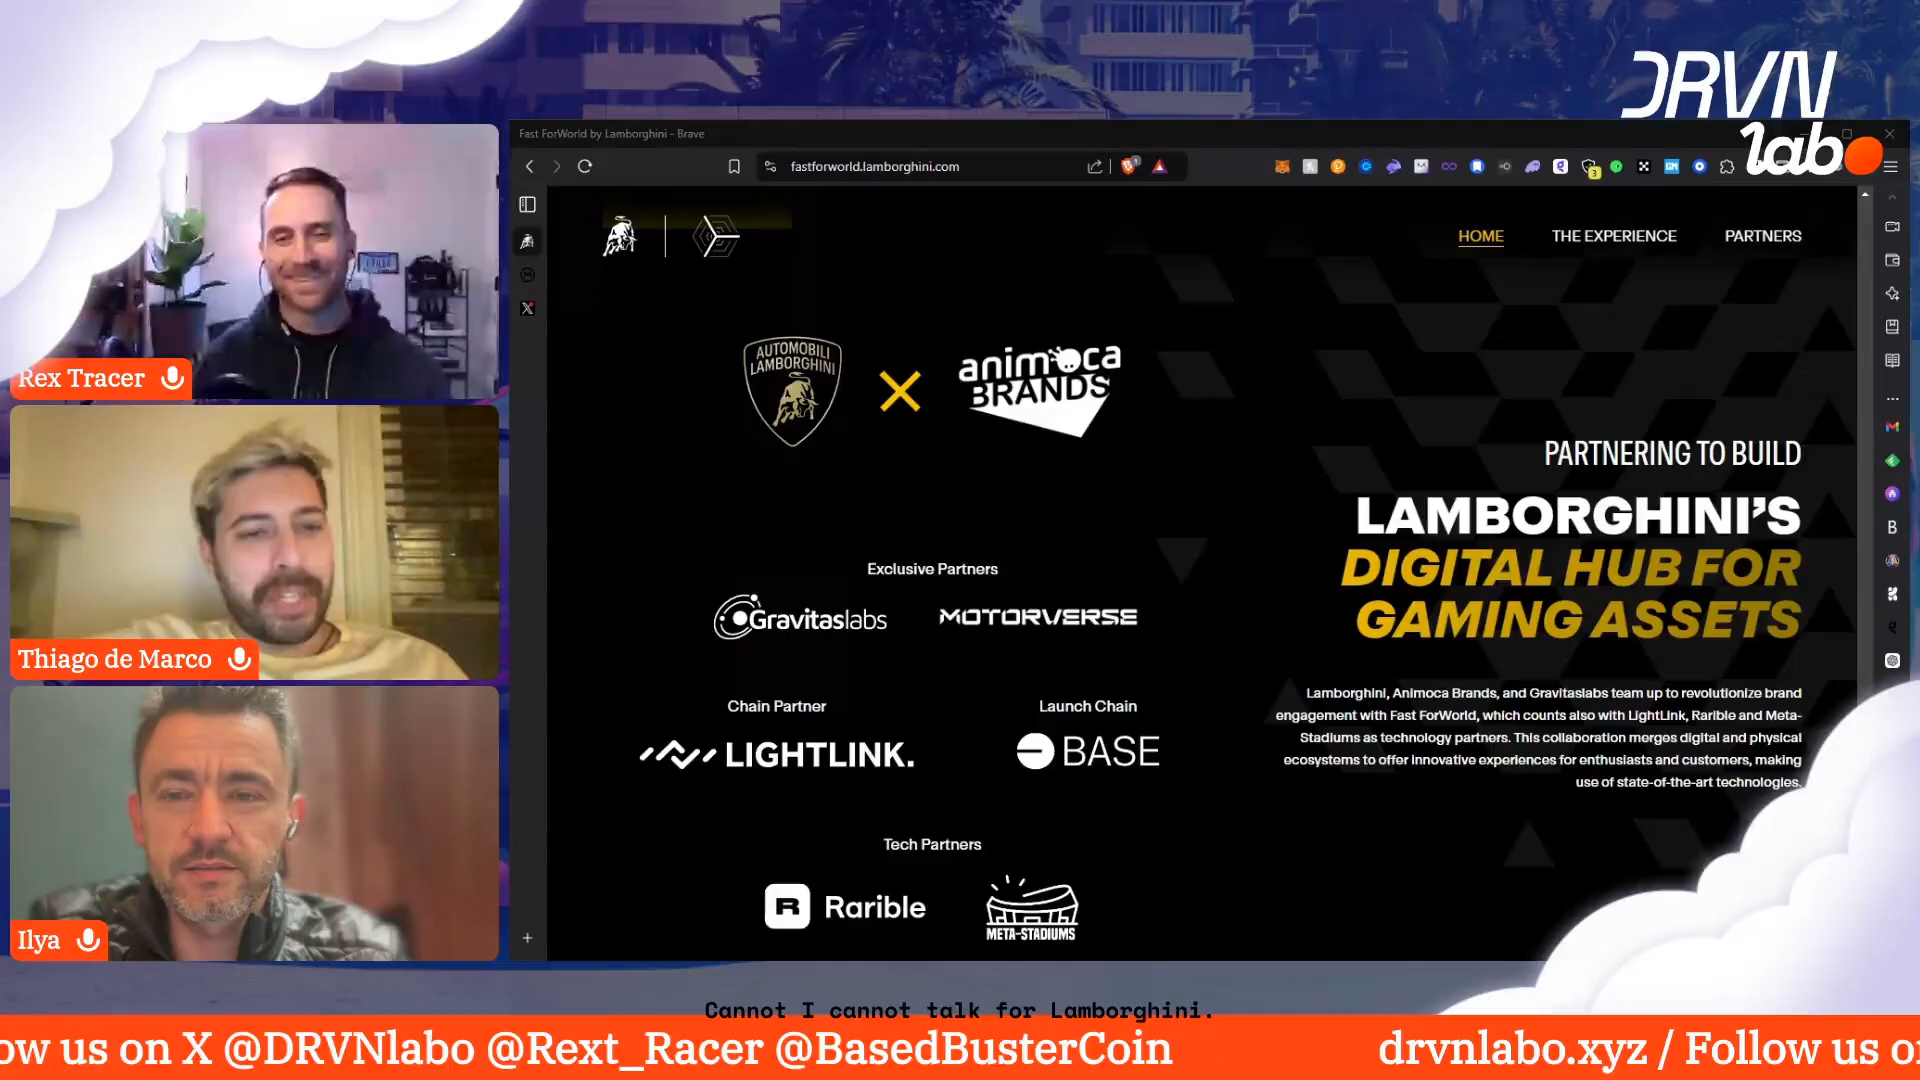 DRVN
labo
Fast ForWorld by Lamborghini - Brave
fastforworld.lamborghini.com
HOME
THE EXPERIENCE
PARTNERS
AUTOMOBILI
LAMBORGHINI
animoca
BRANDS
PARTNERING TO BUILD
LAMBORGHINI'S
DIGITAL HUB FOR
GAMING ASSETS
Exclusive Partners
Gravitaslabs
MOTORVERSE
Chain Partner
Launch Chain
LIGHTLINK.
BASE
Lamborghini, Animoca Brands, and Gravitaslabs team up to revolutionize brand
engagement with Fast ForWorld, which counts also with LightLink, Rarible and Meta-
Stadiums as technology partners. This collaboration merges digital and physical
ecosystems to offer innovative experiences for enthusiasts and customers, making
use of state-of-the-art technologies.
Tech Partners
R Rarible
META-STADIUMS
Rex Tracer
Thiago de Marco
Ilya
Cannot I cannot talk for Lamborghini.
ow us on X @DRVNlabo @Rext_Racer @BasedBusterCoin
drvnlabo.xyz / Follow us o